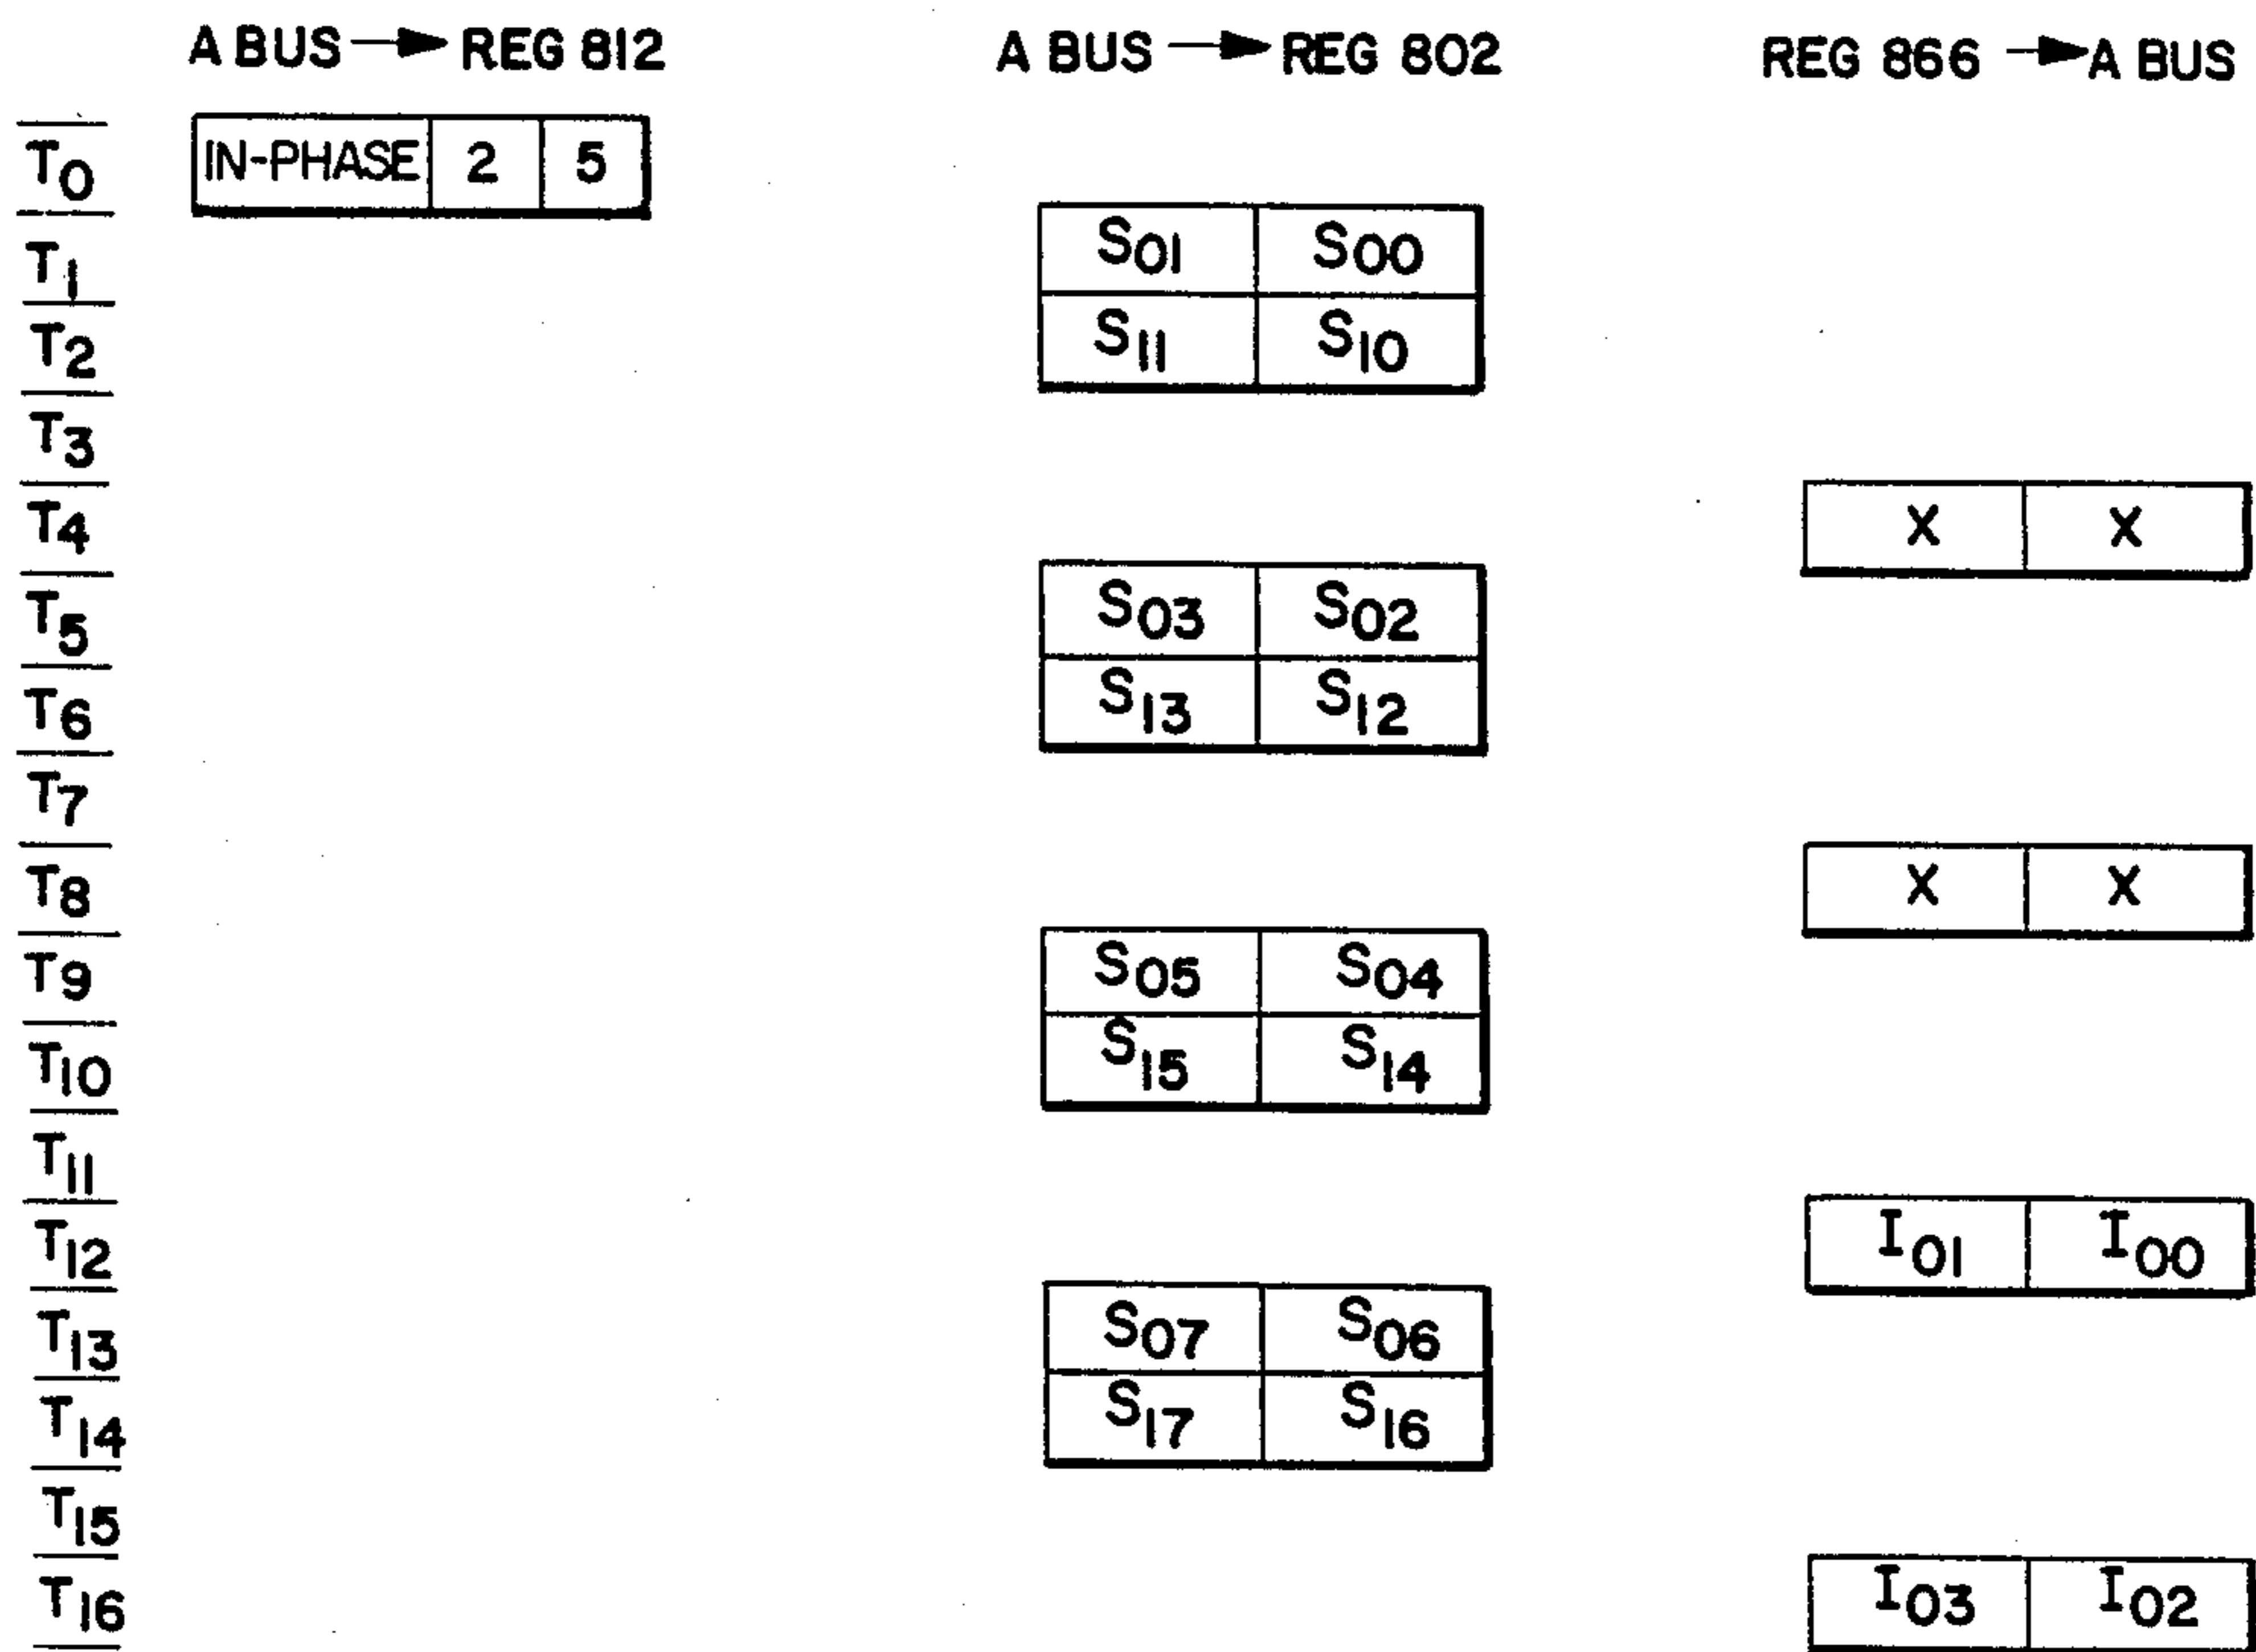 A BUS → REG 812 A BUS → REG 802 REG 866 → A BUS
T0 IN-PHASE 2 5
T1 S01 S00
T2 S11 S10
T3
T4 X X
T5 S03 S02
T6 S13 S12
T7
T8 X X
T9 S05 S04
T10 S15 S14
T11
T12 I01 I00
T13 S07 S06
T14 S17 S16
T15
T16 I03 I02